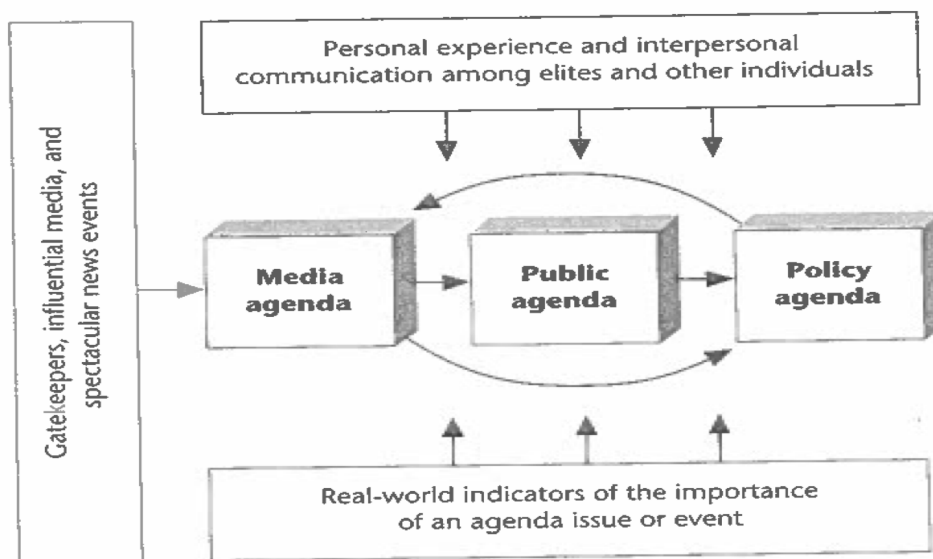 Gatekeepers, influential media, and
spectacular news events
Personal experience and interpersonal
communication among elites and other individuals
Media
agenda
Public
agenda
Policy
agenda
Real-world indicators of the importance
of an agenda issue or event